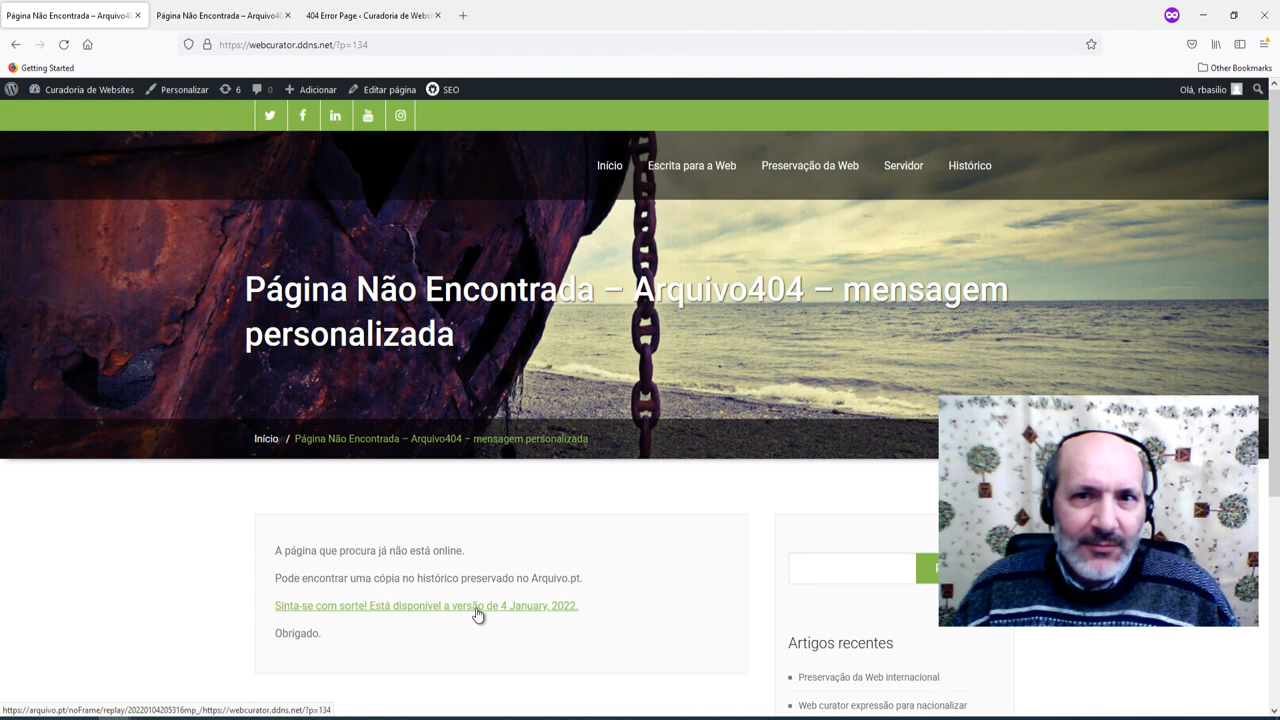 Página Não Encontrada – Arquivo40
Página Não Encontrada – Arquivo40
404 Error Page ‹ Curadoria de Webs
https://webcurator.ddns.net/?p=134
Getting Started
Other Bookmarks
Curadoria de Websites
6
0
Adicionar
Personalizar
Editar página
SEO
Olá, rbasilio
Início
Escrita para a Web
Preservação da Web
Servidor
Histórico
Página Não Encontrada – Arquivo404 – mensagem
personalizada
Início / Página Não Encontrada – Arquivo404 – mensagem personalizada
A página que procura já não está online.
Pode encontrar uma cópia no histórico preservado no Arquivo.pt.
Sinta-se com sorte! Está disponível a versão de 4 January, 2022.
Obrigado.
Artigos recentes
Preservação da Web internacional
Web curator expressão para nacionalizar
https://arquivo.pt/noFrame/replay/20220104205316mp_/https://webcurator.ddns.net/?p=134